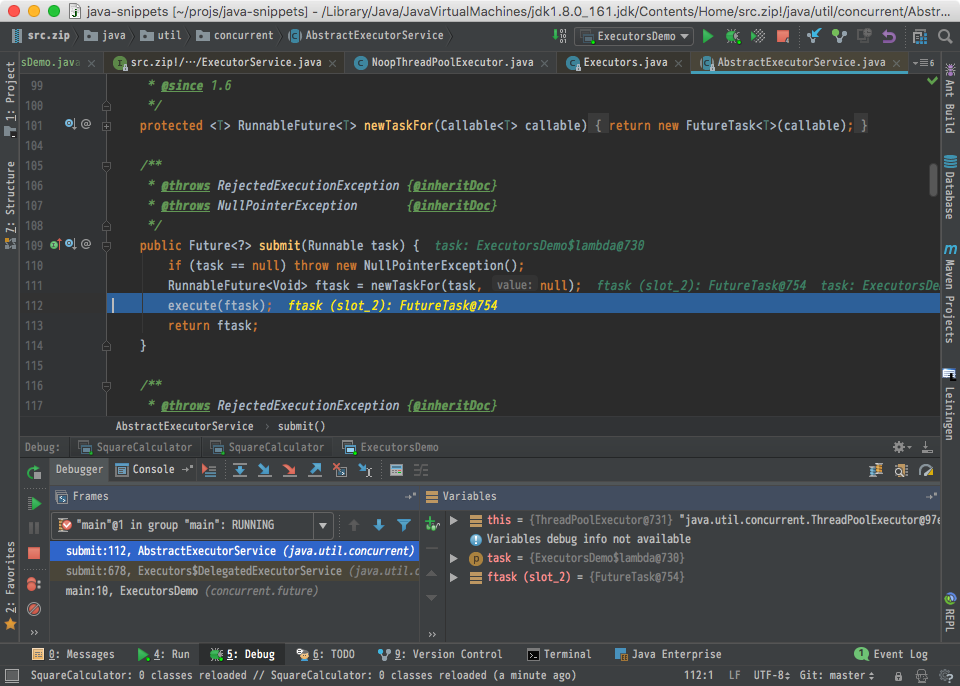 java-snippets [~/projs/java-snippets] - /Library/Java/JavaVirtualMachines/jdk1.8.0_161.jdk/Contents/Home/src.zip!/java/util/concurrent/Abstr...
src.zip java util concurrent AbstractExecutorService ExecutorsDemo
sDemo.java src.zip!/⋯/ExecutorService.java NoopThreadPoolExecutor.java Executors.java AbstractExecutorService.java 6
99 * @since 1.6
100 */
101 @ protected <T> RunnableFuture<T> newTaskFor(Callable<T> callable) { return new FutureTask<T>(callable); }
104
105 /**
106 * @throws RejectedExecutionException {@inheritDoc}
107 * @throws NullPointerException {@inheritDoc}
108 */
109 @ public Future<?> submit(Runnable task) { task: ExecutorsDemo$lambda@730
110 if (task == null) throw new NullPointerException();
111 RunnableFuture<Void> ftask = newTaskFor(task, value: null); ftask (slot_2): FutureTask@754 task: ExecutorsDem
112 execute(ftask); ftask (slot_2): FutureTask@754
113 return ftask;
114 }
115
116 /**
117 * @throws RejectedExecutionException {@inheritDoc}
AbstractExecutorService › submit()
1: Project
7: Structure
2: Favorites
Ant Build
Database
m Maven Projects
Leiningen
REPL
Debug: SquareCalculator SquareCalculator ExecutorsDemo
Debugger Console
Frames
"main"@1 in group "main": RUNNING
submit:112, AbstractExecutorService (java.util.concurrent)
submit:678, Executors$DelegatedExecutorService (java.util.c
main:10, ExecutorsDemo (concurrent.future)
Variables
this = {ThreadPoolExecutor@731} "java.util.concurrent.ThreadPoolExecutor@97e
Variables debug info not available
task = {ExecutorsDemo$lambda@730}
ftask (slot_2) = {FutureTask@754}
0: Messages 4: Run 5: Debug 6: TODO 9: Version Control Terminal Java Enterprise 1 Event Log
SquareCalculator: 0 classes reloaded // SquareCalculator: 0 classes reloaded (a minute ago) 112:1 LF UTF-8 Git: master